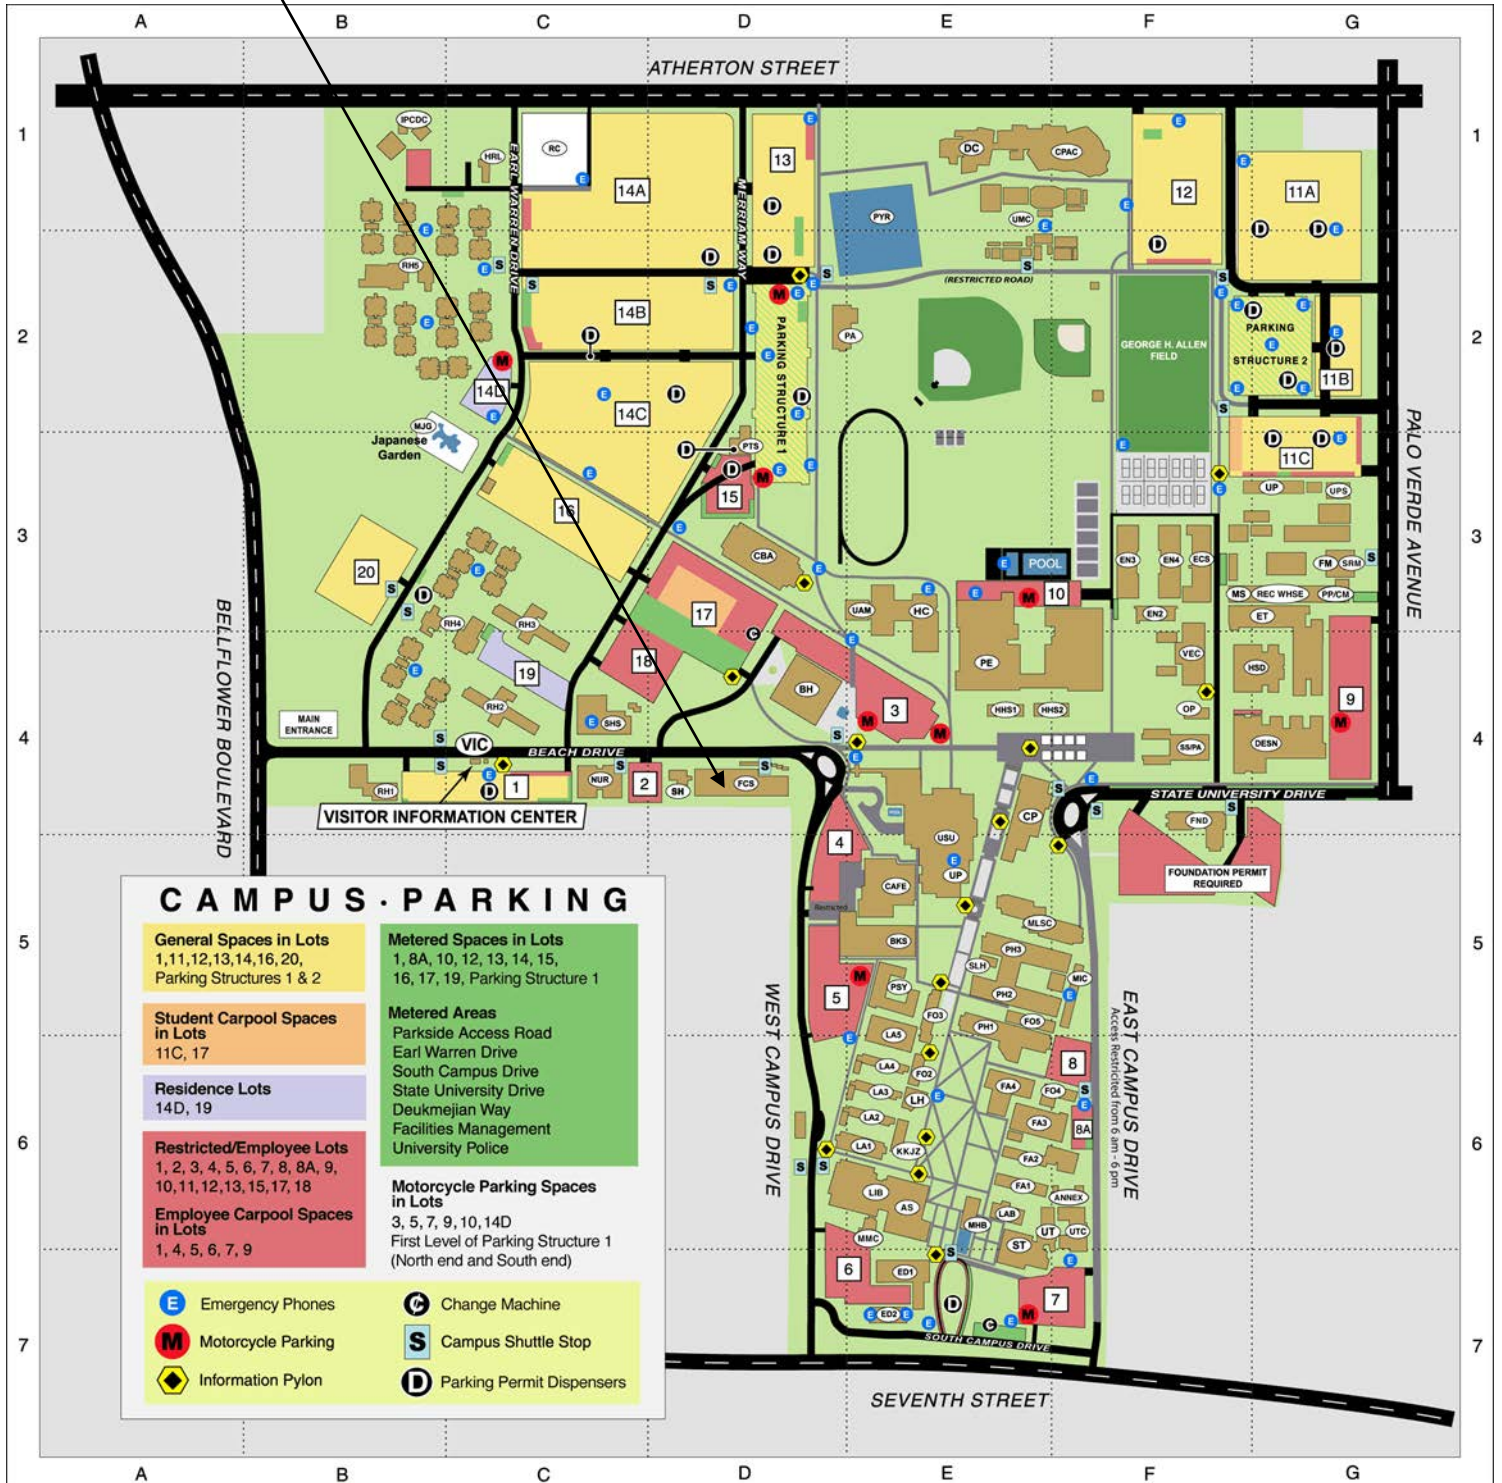 A B C D E F G
ATHERTON STREET
1
1
IPCDC
HRL
RC
EARL WARREN DRIVE
14A
MERRIAM WAY
13
DC
CPAC
12
11A
PYR
UMC
D
D
D
D
D
D
E
E
E
E
E
E
E
RH5
S
S
S
S
S
S
(RESTRICTED ROAD)
2
2
14B
M
M
PARKING STRUCTURE 1
PA
GEORGE H. ALLEN
FIELD
PARKING
STRUCTURE 2
11B
14D
14C
MJG
Japanese
Garden
PTS
15
11C
PALO VERDE AVENUE
UP
UPS
3
3
16
CBA
20
EN3
EN4
ECS
FM
SRM
POOL
10
MS
REC WHSE
PP/CM
BELLFLOWER BOULEVARD
RH4
RH3
17
UAM
HC
EN2
ET
19
18
BH
PE
VEC
HSD
9
RH2
SHS
3
HHS1
HHS2
OP
4
4
MAIN
ENTRANCE
VIC
BEACH DRIVE
SS/PA
DESN
RH1
1
NUR
2
SH
FCS
STATE UNIVERSITY DRIVE
VISITOR INFORMATION CENTER
4
USU
CP
FND
UP
FOUNDATION PERMIT
REQUIRED
CAFE
Restricted
5
5
BKS
MLSC
PH3
SLH
MIC
PSY
PH2
5
FO3
PH1
FO5
LA5
WEST CAMPUS DRIVE
EAST CAMPUS DRIVE
Access Restricited from 6 am - 6 pm
8
LA4
FO2
FA4
FO4
LA3
LH
8A
LA2
FA3
6
6
LA1
KKJZ
FA2
LIB
FA1
ANNEX
AS
LAB
MHB
UT
UTC
MMC
ST
6
ED1
7
ED2
SOUTH CAMPUS DRIVE
7
7
SEVENTH STREET
CAMPUS · PARKING
General Spaces in Lots
1,11,12,13,14,16, 20,
Parking Structures 1 & 2
Student Carpool Spaces
in Lots
11C, 17
Residence Lots
14D, 19
Restricted/Employee Lots
1, 2, 3, 4, 5, 6, 7, 8, 8A, 9,
10,11,12,13,15,17,18
Employee Carpool Spaces
in Lots
1, 4, 5, 6, 7, 9
Metered Spaces in Lots
1, 8A, 10, 12, 13, 14, 15,
16, 17, 19, Parking Structure 1
Metered Areas
Parkside Access Road
Earl Warren Drive
South Campus Drive
State University Drive
Deukmejian Way
Facilities Management
University Police
Motorcycle Parking Spaces
in Lots
3, 5, 7, 9, 10, 14D
First Level of Parking Structure 1
(North end and South end)
E Emergency Phones
M Motorcycle Parking
Information Pylon
¢ Change Machine
S Campus Shuttle Stop
D Parking Permit Dispensers
A B C D E F G